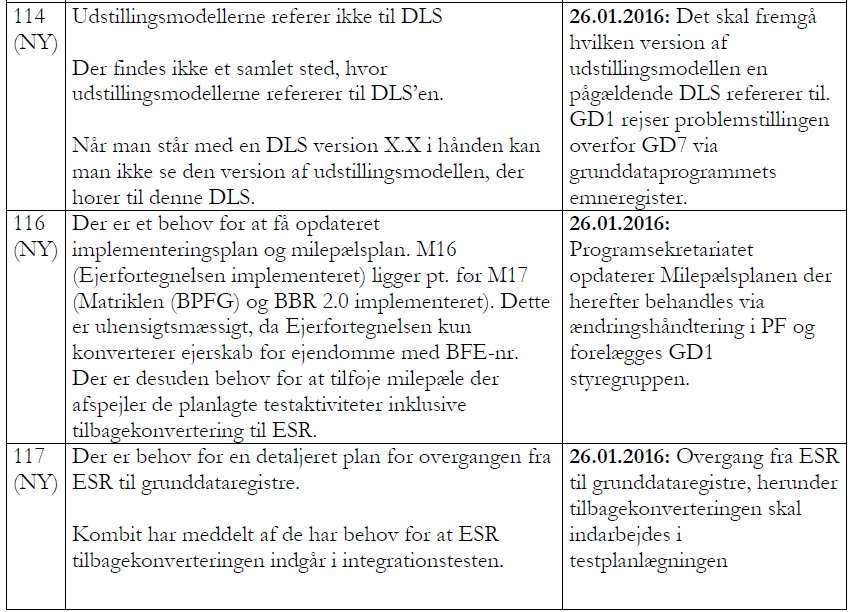 114
(NY)
Udstillingsmodellerne referer ikke til DLS
Der findes ikke et samlet sted, hvor
udstillingsmodellerne refererer til DLS'en.
Når man står med en DLS version X.X i hånden kan
man ikke se den version af udstillingsmodellen, der
hører til denne DLS.
26.01.2016: Det skal fremgå
hvilken version af
udstillingsmodellen en
pågældende DLS refererer til.
GD1 rejser problemstillingen
overfor GD7 via
grunddataprogrammets
emneregister.
116
(NY)
Der er et behov for at få opdateret
implementeringsplan og milepælsplan. M16
(Ejerfortegnelsen implementeret) ligger pt. før M17
(Matriklen (BPFG) og BBR 2.0 implementeret). Dette
er uhensigtsmæssigt, da Ejerfortegnelsen kun
konverterer ejerskab for ejendomme med BFE-nr.
Der er desuden behov for at tilføje milepæle der
afspejler de planlagte testaktiviteter inklusive
tilbagekonvertering til ESR.
26.01.2016:
Programsekretariatet
opdaterer Milepælsplanen der
herefter behandles via
ændringshåndtering i PF og
forelægges GD1
styregruppen.
117
(NY)
Der er behov for en detaljeret plan for overgangen fra
ESR til grunddataregistre.
Kombit har meddelt af de har behov for at ESR
tilbagekonverteringen indgår i integrationstesten.
26.01.2016: Overgang fra ESR
til grunddataregistre, herunder
tilbagekonverteringen skal
indarbejdes i
testplanlægningen